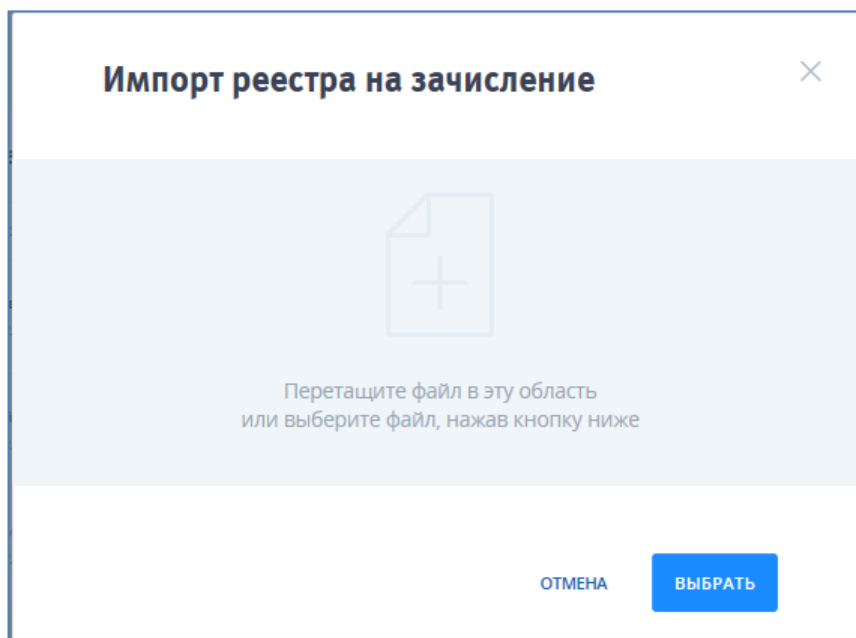 Импорт реестра на зачисление
Перетащите файл в эту область
или выберите файл, нажав кнопку ниже
ОТМЕНА
ВЫБРАТЬ